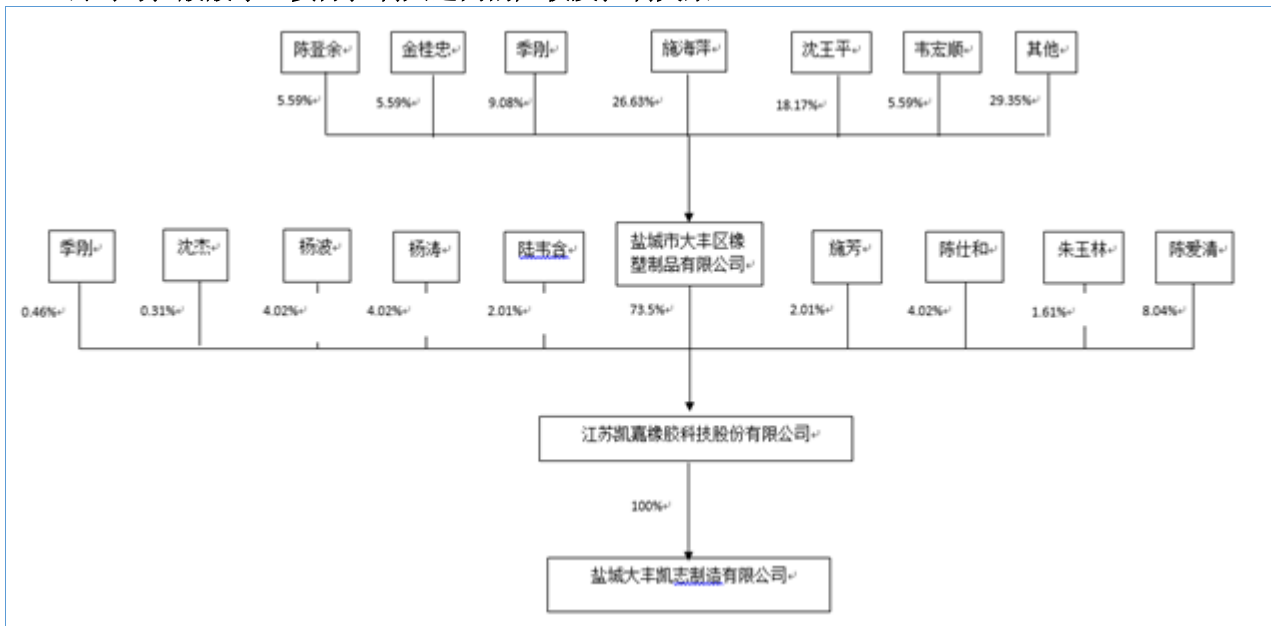 陈登余
金桂忠
季刚
施海萍
沈王平
韦宏顺
其他
5.59%
5.59%
9.08%
26.63%
18.17%
5.59%
29.35%
季刚
沈杰
杨波
杨涛
陆韦含
盐城市大丰区橡
塑制品有限公司
施芳
陈仕和
朱玉林
陈爱清
0.46%
0.31%
4.02%
4.02%
2.01%
73.5%
2.01%
4.02%
1.61%
8.04%
江苏凯嘉橡胶科技股份有限公司
100%
盐城大丰凯志制造有限公司